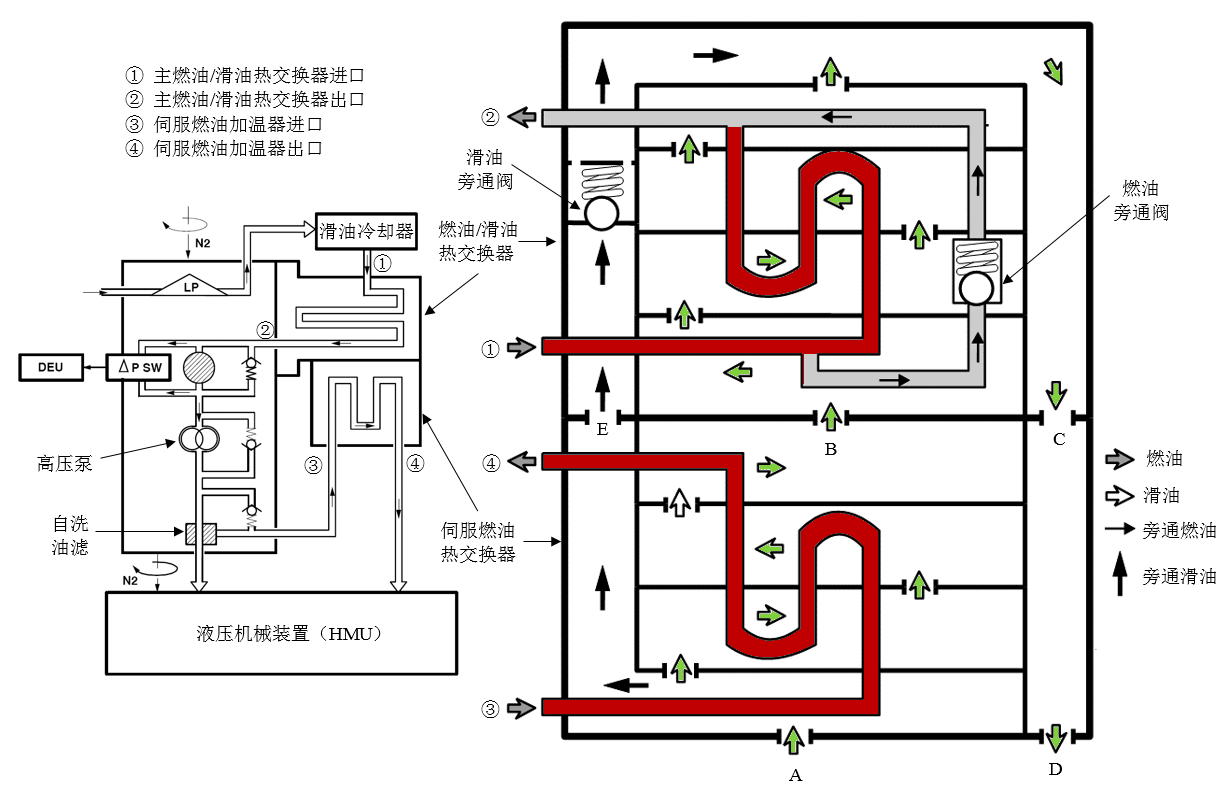 ① 主燃油/滑油热交换器进口
② 主燃油/滑油热交换器出口
③ 伺服燃油加温器进口
④ 伺服燃油加温器出口
N2
滑油冷却器
①
LP
②
DEU
△P SW
高压泵
自洗
油滤
③
④
N2
液压机械装置（HMU）
燃油/滑油
热交换器
伺服燃油
热交换器
②
滑油
旁通阀
燃油
旁通阀
①
E
B
C
④
③
A
D
燃油
滑油
旁通燃油
旁通滑油